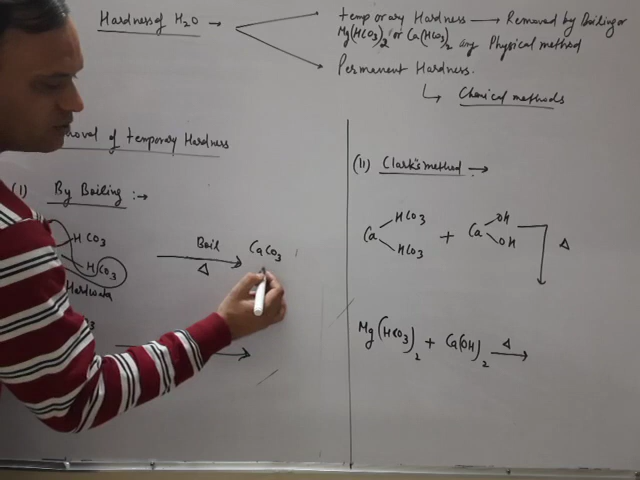 Hardness of H2O →
temporary Hardness → Removed by Boiling or
Mg(HCO3)2 or Ca(HCO3)2 any Physical method
Permanent Hardness.
↳ Chemical methods
of temporary Hardness
(I) By Boiling :→
HCO3
HCO3
Boil
Δ
CaCO3
3
(II) Clark's method →
Ca HCO3 HCO3 + Ca OH OH Δ
Mg(HCO3)2 + Ca(OH)2 Δ →